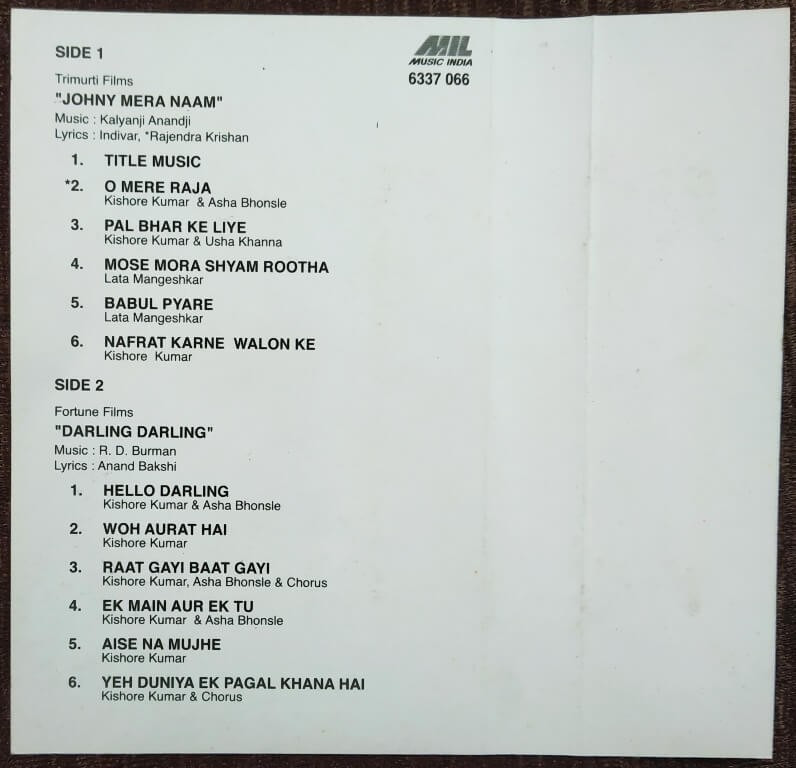 SIDE 1
MIL
MUSIC INDIA
6337 066
Trimurti Films
"JOHNY MERA NAAM"
Music : Kalyanji Anandji
Lyrics : Indivar, *Rajendra Krishan
1. TITLE MUSIC
*2. O MERE RAJA
Kishore Kumar & Asha Bhonsle
3. PAL BHAR KE LIYE
Kishore Kumar & Usha Khanna
4. MOSE MORA SHYAM ROOTHA
Lata Mangeshkar
5. BABUL PYARE
Lata Mangeshkar
6. NAFRAT KARNE WALON KE
Kishore Kumar
SIDE 2
Fortune Films
"DARLING DARLING"
Music : R. D. Burman
Lyrics : Anand Bakshi
1. HELLO DARLING
Kishore Kumar & Asha Bhonsle
2. WOH AURAT HAI
Kishore Kumar
3. RAAT GAYI BAAT GAYI
Kishore Kumar, Asha Bhonsle & Chorus
4. EK MAIN AUR EK TU
Kishore Kumar & Asha Bhonsle
5. AISE NA MUJHE
Kishore Kumar
6. YEH DUNIYA EK PAGAL KHANA HAI
Kishore Kumar & Chorus